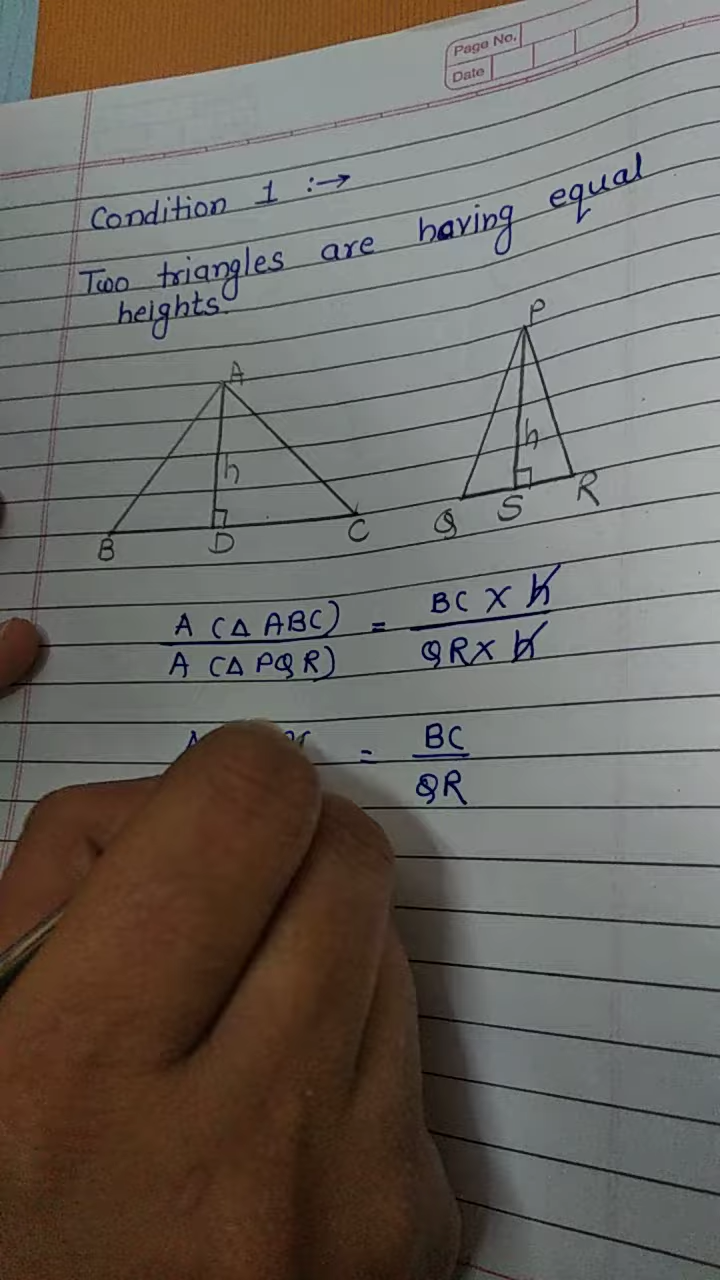 Page No.
Date
Condition 1 :→
Two triangles are having equal
heights.
A
P
h
h
B
D
C
Q
S
R
A (△ ABC) = BC × h
A (△ PQR) QR × h
= BC
QR